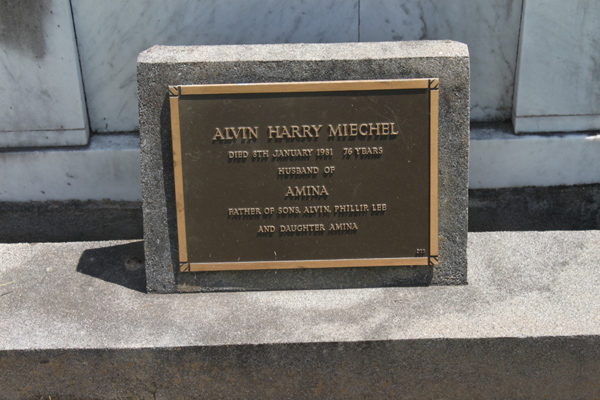 ALVIN HARRY MIECHEL
DIED 8TH JANUARY 1981 76 YEARS
HUSBAND OF
AMINA
FATHER OF SONS, ALVIN, PHILLIP, LEE
AND DAUGHTER AMINA